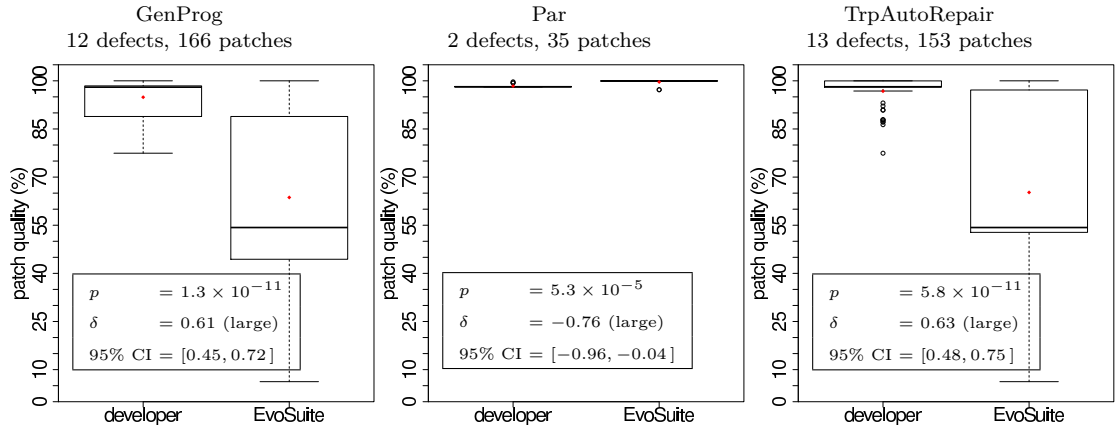 GenProg
12 defects, 166 patches
patch quality (%)
100
85
70
55
40
25
10
0
p = 1.3 × 10⁻¹¹
δ = 0.61 (large)
95% CI = [0.45, 0.72]
developer EvoSuite
Par
2 defects, 35 patches
patch quality (%)
100
85
70
55
40
25
10
0
p = 5.3 × 10⁻⁵
δ = −0.76 (large)
95% CI = [−0.96, −0.04]
developer EvoSuite
TrpAutoRepair
13 defects, 153 patches
patch quality (%)
100
85
70
55
40
25
10
0
p = 5.8 × 10⁻¹¹
δ = 0.63 (large)
95% CI = [0.48, 0.75]
developer EvoSuite